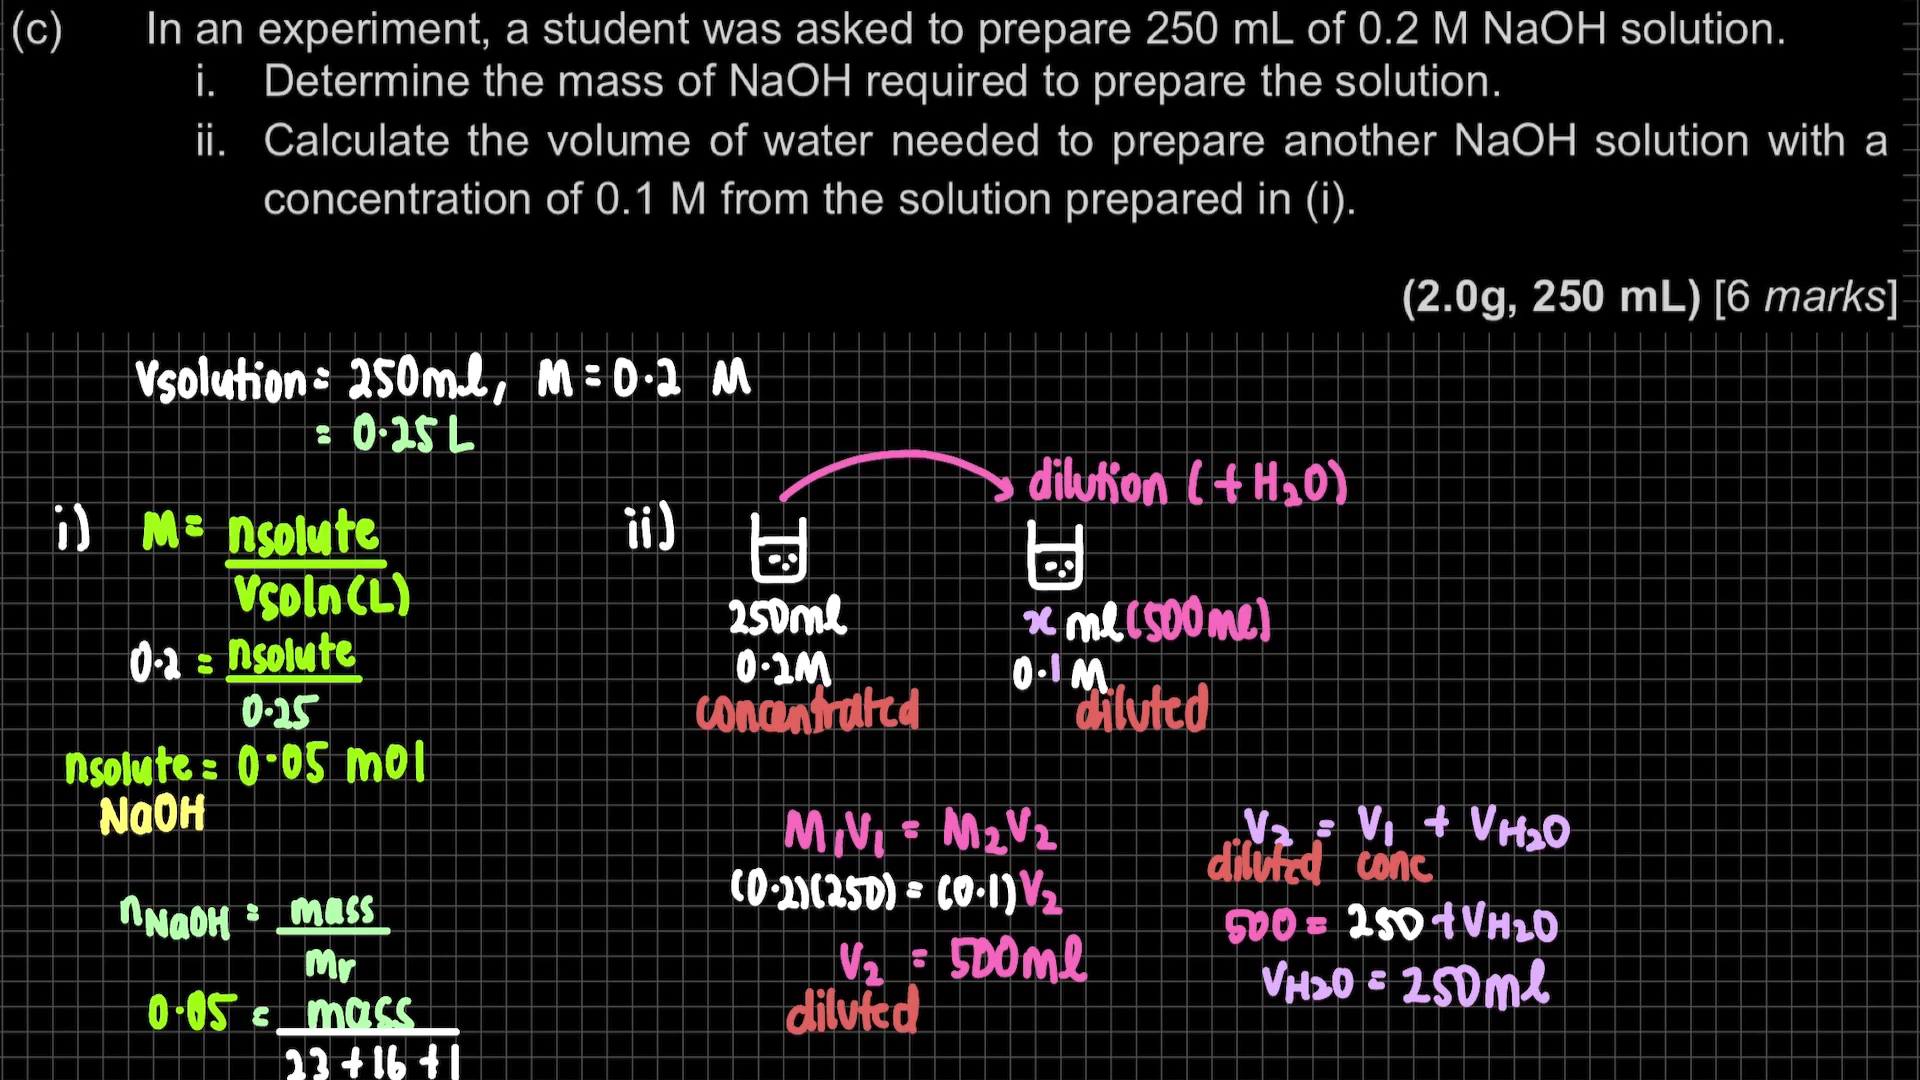 (c) In an experiment, a student was asked to prepare 250 mL of 0.2 M NaOH solution.
i. Determine the mass of NaOH required to prepare the solution.
ii. Calculate the volume of water needed to prepare another NaOH solution with a
concentration of 0.1 M from the solution prepared in (i).
(2.0g, 250 mL) [6 marks]
Vsolution = 250ml, M = 0.2 M
= 0.25 L
i) M = nsolute
Vsoln(L)
0.2 = nsolute
0.25
nsolute = 0.05 mol
NaOH
nNaOH = mass
Mr
0.05 = mass
23 + 16 + 1
ii) dilution (+ H₂O)
250ml
0.2M
concentrated
x ml (500ml)
0.1 M
diluted
M₁V₁ = M₂V₂
(0.2)(250) = (0.1)V₂
V₂ = 500ml
diluted
V₂ = V₁ + VH₂O
diluted conc
500 = 250 + VH₂O
VH₂O = 250ml